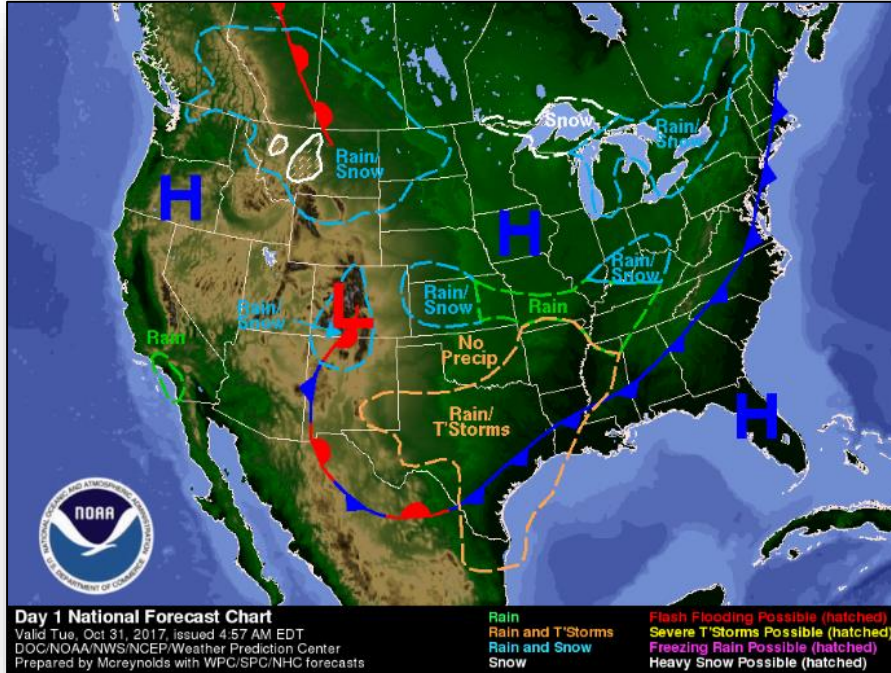 Snow
Rain/
Snow
Rain/
Snow
H
H
Rain/
Snow
Rain/
Snow
Rain
Rain/
Snow
L
Rain
No
Precip
Rain/
T'Storms
H
NATIONAL OCEANIC AND ATMOSPHERIC ADMINISTRATION
NOAA
U.S. DEPARTMENT OF COMMERCE
Day 1 National Forecast Chart
Valid Tue, Oct 31, 2017, issued 4:57 AM EDT
DOC/NOAA/NWS/NCEP/Weather Prediction Center
Prepared by Mcreynolds with WPC/SPC/NHC forecasts
Rain
Rain and T'Storms
Rain and Snow
Snow
Flash Flooding Possible (hatched)
Severe T'Storms Possible (hatched)
Freezing Rain Possible (hatched)
Heavy Snow Possible (hatched)